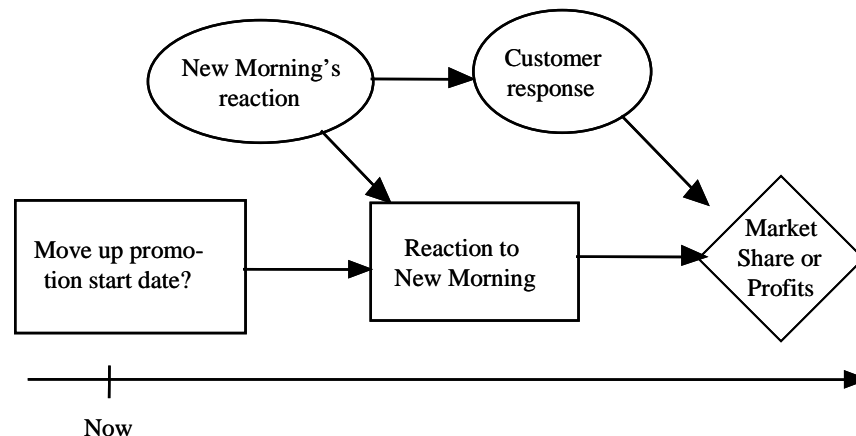 New Morning’s
reaction
Customer
response
Move up promo-
tion start date?
Reaction to
New Morning
Market
Share or
Profits
Now